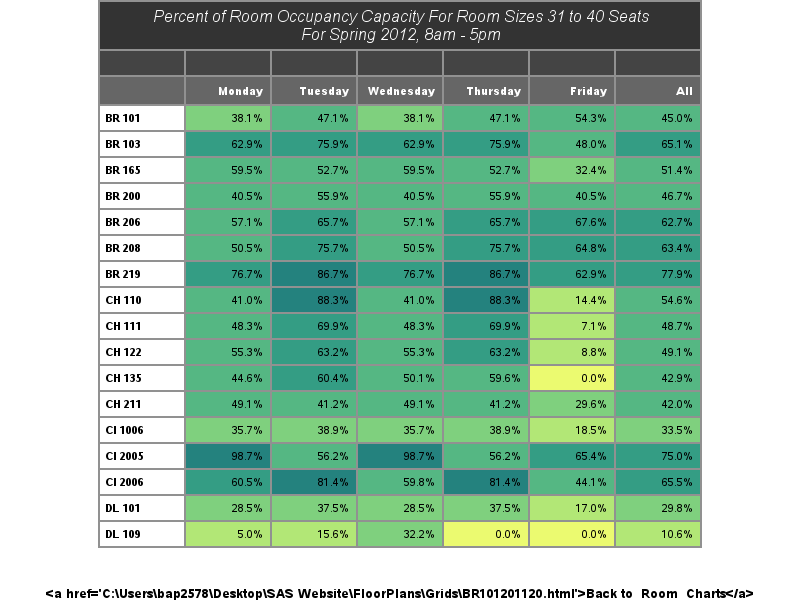 Percent of Room Occupancy Capacity For Room Sizes 31 to 40 Seats
For Spring 2012, 8am - 5pm
Monday Tuesday Wednesday Thursday Friday All
BR 101 38.1% 47.1% 38.1% 47.1% 54.3% 45.0%
BR 103 62.9% 75.9% 62.9% 75.9% 48.0% 65.1%
BR 165 59.5% 52.7% 59.5% 52.7% 32.4% 51.4%
BR 200 40.5% 55.9% 40.5% 55.9% 40.5% 46.7%
BR 206 57.1% 65.7% 57.1% 65.7% 67.6% 62.7%
BR 208 50.5% 75.7% 50.5% 75.7% 64.8% 63.4%
BR 219 76.7% 86.7% 76.7% 86.7% 62.9% 77.9%
CH 110 41.0% 88.3% 41.0% 88.3% 14.4% 54.6%
CH 111 48.3% 69.9% 48.3% 69.9% 7.1% 48.7%
CH 122 55.3% 63.2% 55.3% 63.2% 8.8% 49.1%
CH 135 44.6% 60.4% 50.1% 59.6% 0.0% 42.9%
CH 211 49.1% 41.2% 49.1% 41.2% 29.6% 42.0%
CI 1006 35.7% 38.9% 35.7% 38.9% 18.5% 33.5%
CI 2005 98.7% 56.2% 98.7% 56.2% 65.4% 75.0%
CI 2006 60.5% 81.4% 59.8% 81.4% 44.1% 65.5%
DL 101 28.5% 37.5% 28.5% 37.5% 17.0% 29.8%
DL 109 5.0% 15.6% 32.2% 0.0% 0.0% 10.6%
<a href='C:\Users\bap2578\Desktop\SAS Website\FloorPlans\Grids\BR101201120.html'>Back to Room Charts</a>